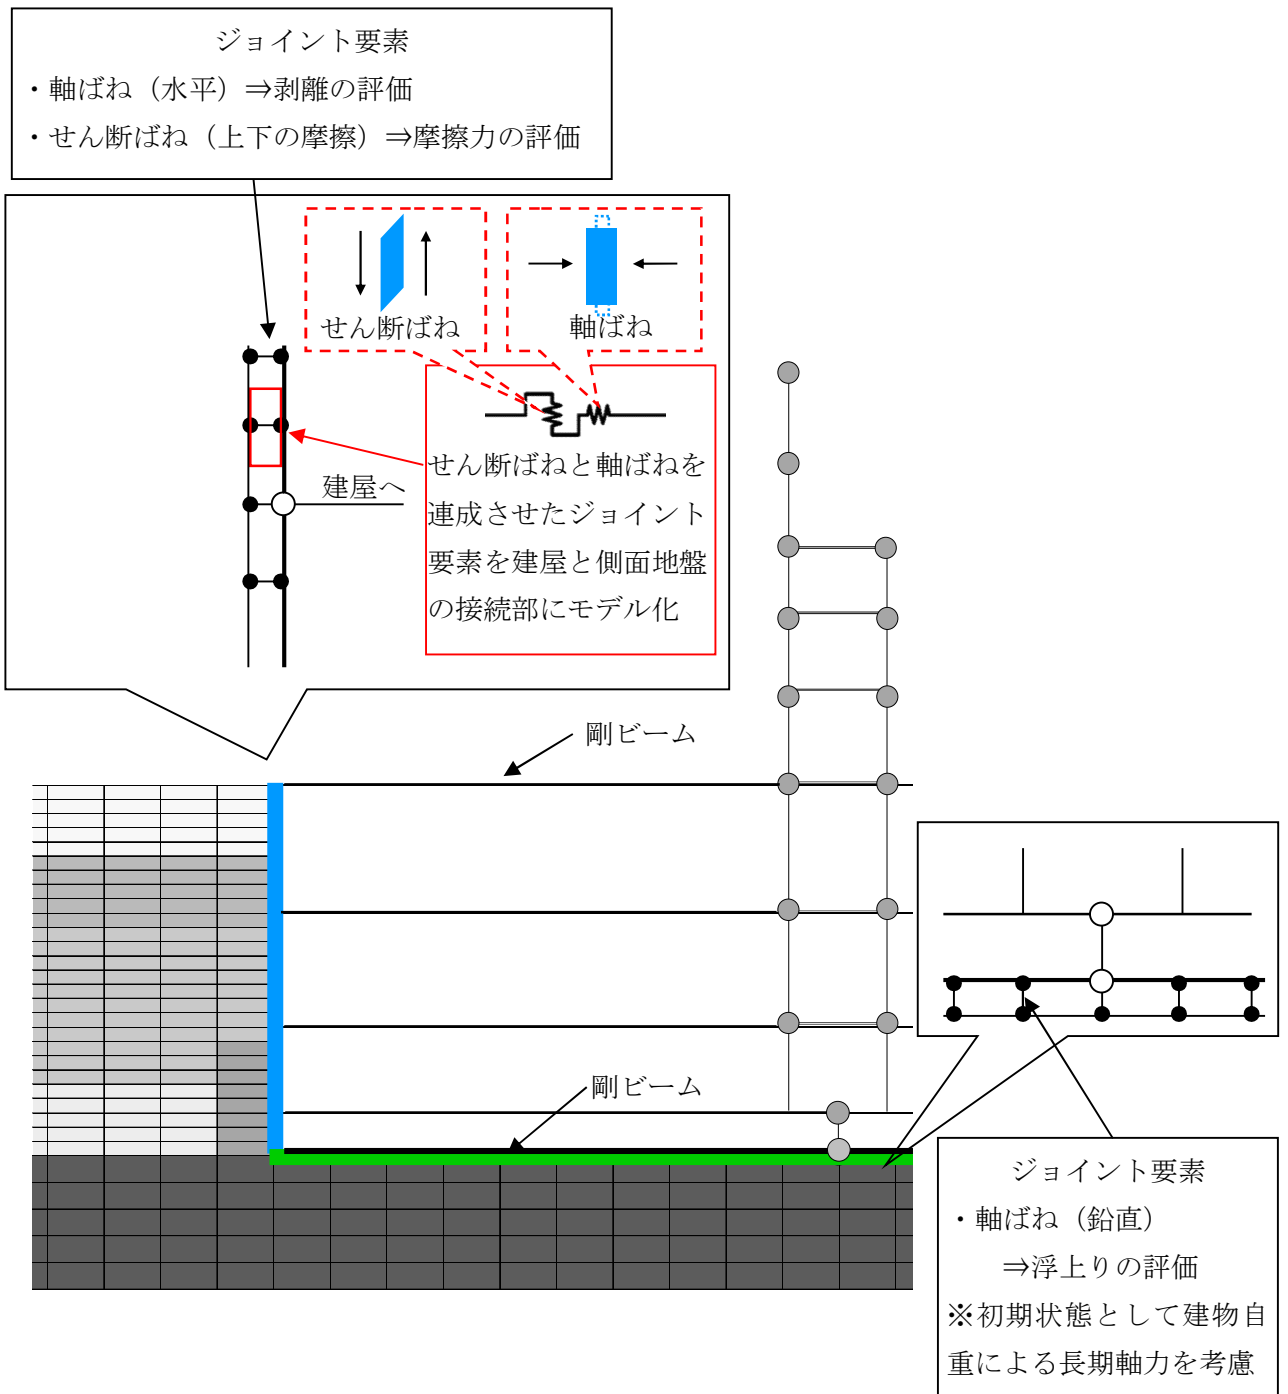 ジョイント要素
・軸ばね（水平）⇒剥離の評価
・せん断ばね（上下の摩擦）⇒摩擦力の評価
せん断ばね
軸ばね
せん断ばねと軸ばねを
連成させたジョイント
要素を建屋と側面地盤
の接続部にモデル化
建屋へ
剛ビーム
剛ビーム
ジョイント要素
・軸ばね（鉛直）
⇒浮上りの評価
※初期状態として建物自
重による長期軸力を考慮